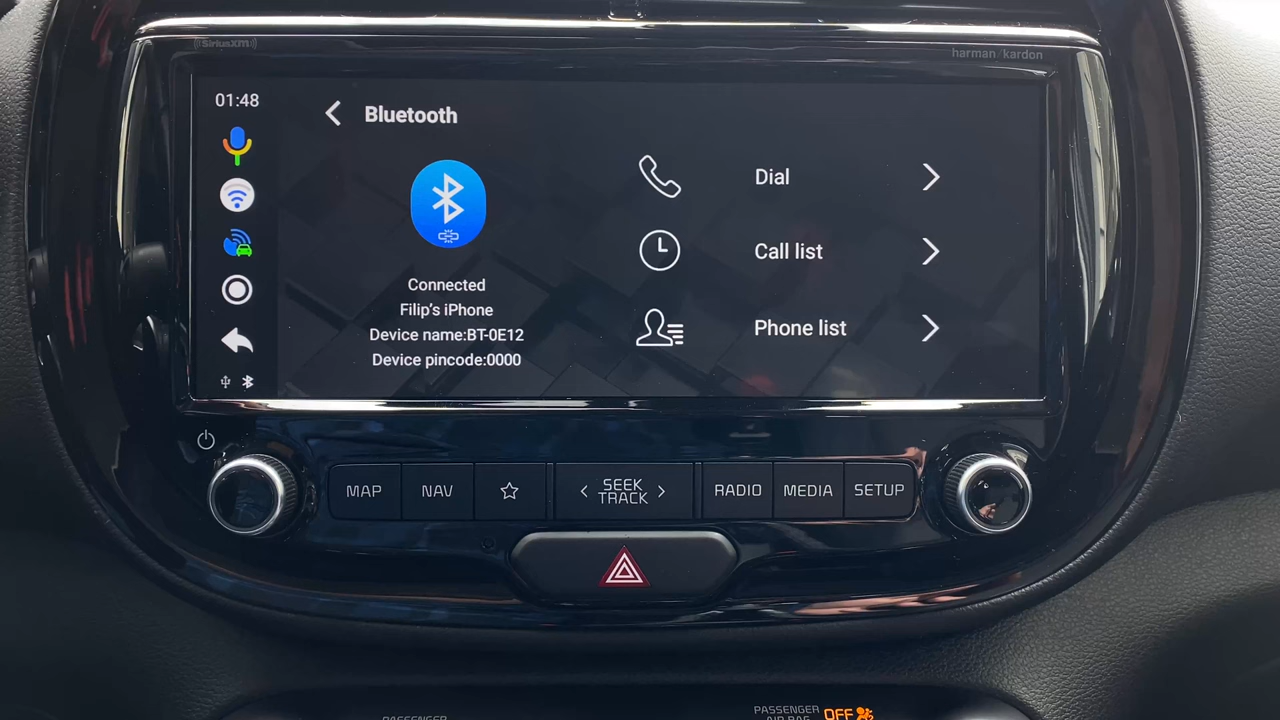 ((SiriusXM))
harman/kardon
01:48
Bluetooth
Connected
Filip's iPhone
Device name:BT-0E12
Device pincode:0000
Dial
Call list
Phone list
MAP
NAV
< SEEK >
TRACK
RADIO
MEDIA
SETUP
PASSENGER
PASSENGER
AIR BAG
OFF